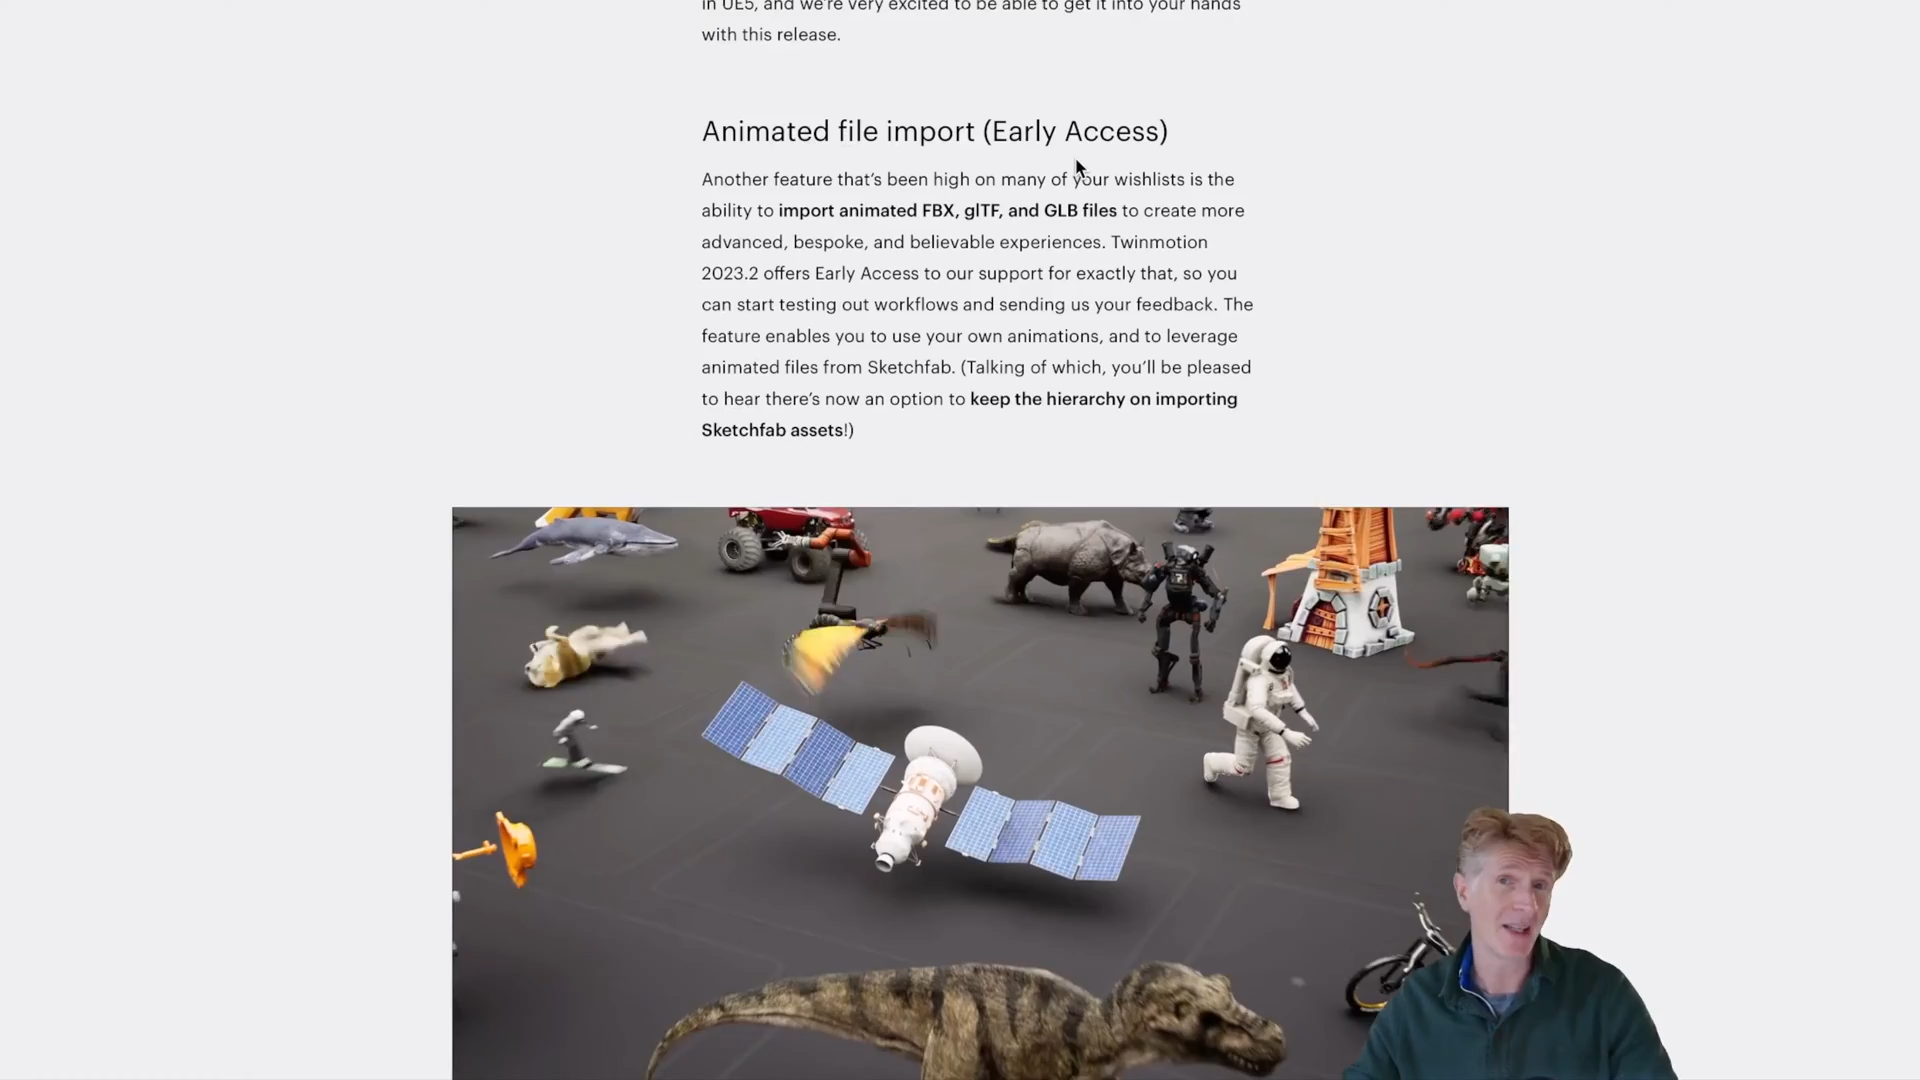 in UE5, and we're very excited to be able to get it into your hands
with this release.
Animated file import (Early Access)
Another feature that's been high on many of your wishlists is the
ability to import animated FBX, glTF, and GLB files to create more
advanced, bespoke, and believable experiences. Twinmotion
2023.2 offers Early Access to our support for exactly that, so you
can start testing out workflows and sending us your feedback. The
feature enables you to use your own animations, and to leverage
animated files from Sketchfab. (Talking of which, you'll be pleased
to hear there's now an option to keep the hierarchy on importing
Sketchfab assets!)